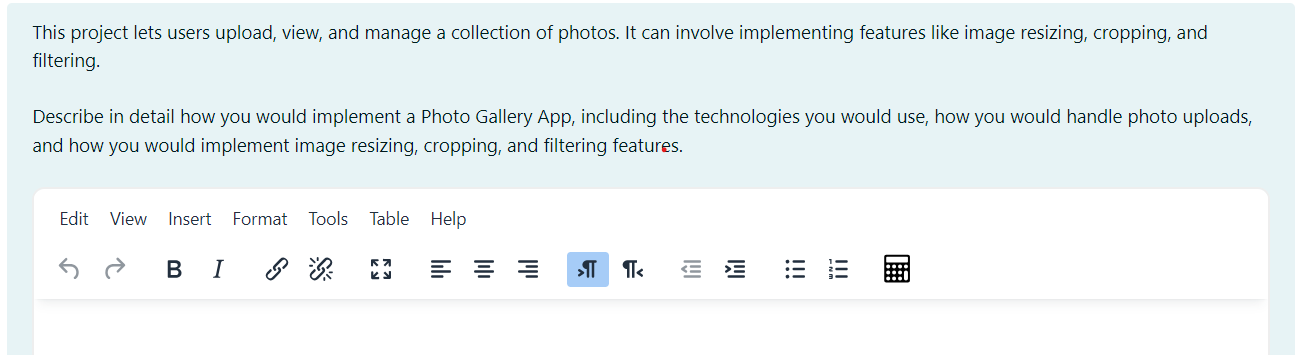 This project lets users upload, view, and manage a collection of photos. It can involve implementing features like image resizing, cropping, and
filtering.
Describe in detail how you would implement a Photo Gallery App, including the technologies you would use, how you would handle photo uploads,
and how you would implement image resizing, cropping, and filtering features.
Edit View Insert Format Tools Table Help